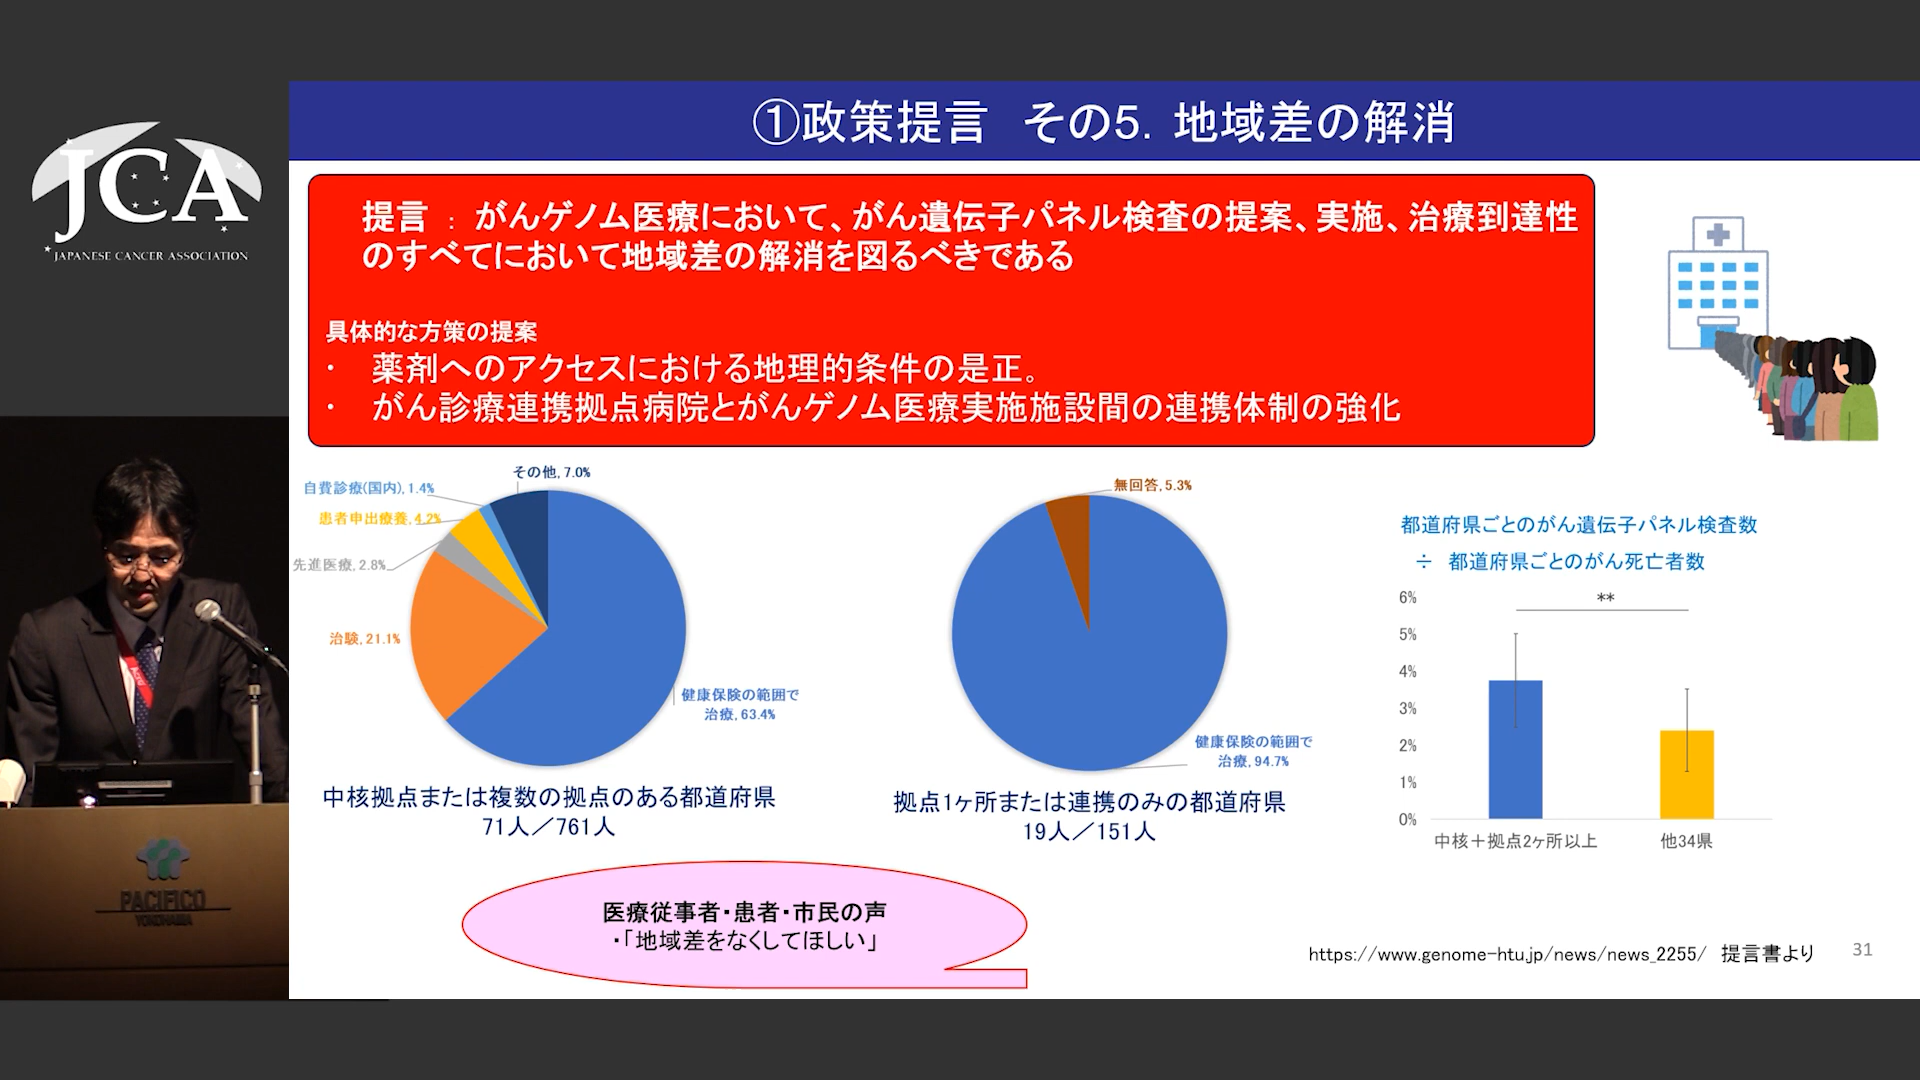 JCA
JAPANESE CANCER ASSOCIATION
①政策提言　その5. 地域差の解消
提言 ： がんゲノム医療において、がん遺伝子パネル検査の提案、実施、治療到達性
のすべてにおいて地域差の解消を図るべきである
具体的な方策の提案
・ 薬剤へのアクセスにおける地理的条件の是正。
・ がん診療連携拠点病院とがんゲノム医療実施施設間の連携体制の強化
その他, 7.0%
自費診療(国内), 1.4%
患者申出療養, 4.2%
先進医療, 2.8%
治験, 21.1%
健康保険の範囲で
治療, 63.4%
中核拠点または複数の拠点のある都道府県
71人／761人
無回答, 5.3%
健康保険の範囲で
治療, 94.7%
拠点1ヶ所または連携のみの都道府県
19人／151人
都道府県ごとのがん遺伝子パネル検査数
÷ 都道府県ごとのがん死亡者数
**
6%
5%
4%
3%
2%
1%
0%
中核＋拠点2ヶ所以上
他34県
医療従事者・患者・市民の声
・「地域差をなくしてほしい」
https://www.genome-htu.jp/news/news_2255/ 提言書より
31
PACIFICO
YOKOHAMA